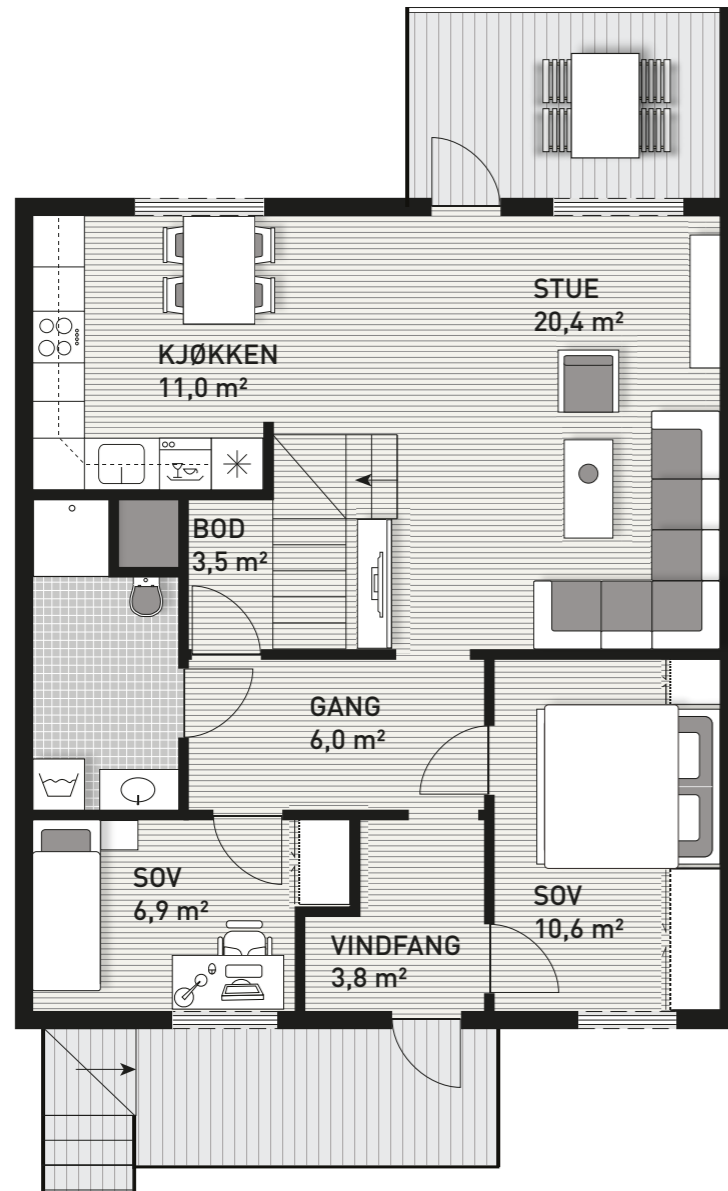 STUE
20,4 m²
KJØKKEN
11,0 m²
BOD
3,5 m²
GANG
6,0 m²
SOV
6,9 m²
SOV
10,6 m²
VINDFANG
3,8 m²